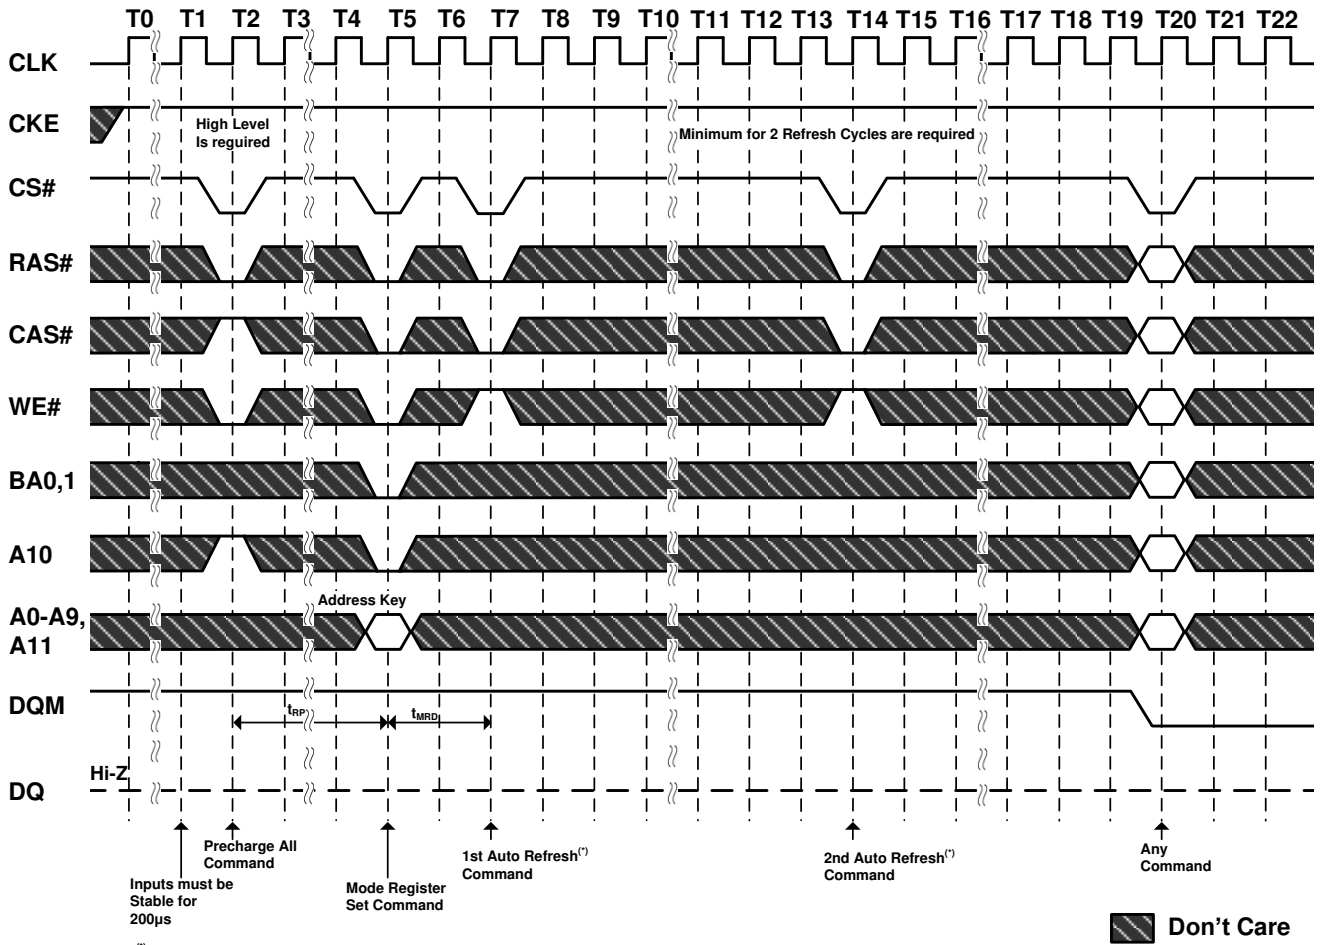 T0 T1 T2 T3 T4 T5 T6 T7 T8 T9 T10 T11 T12 T13 T14 T15 T16 T17 T18 T19 T20 T21 T22
CLK
CKE
High Level
Is reguired
Minimum for 2 Refresh Cycles are required
CS#
RAS#
CAS#
WE#
BA0,1
A10
Address Key
A0-A9,
A11
DQM
tRP
tMRD
Hi-Z
DQ
Inputs must be
Stable for
200µs
Precharge All
Command
Mode Register
Set Command
1st Auto Refresh(*)
Command
2nd Auto Refresh(*)
Command
Any
Command
Don't Care